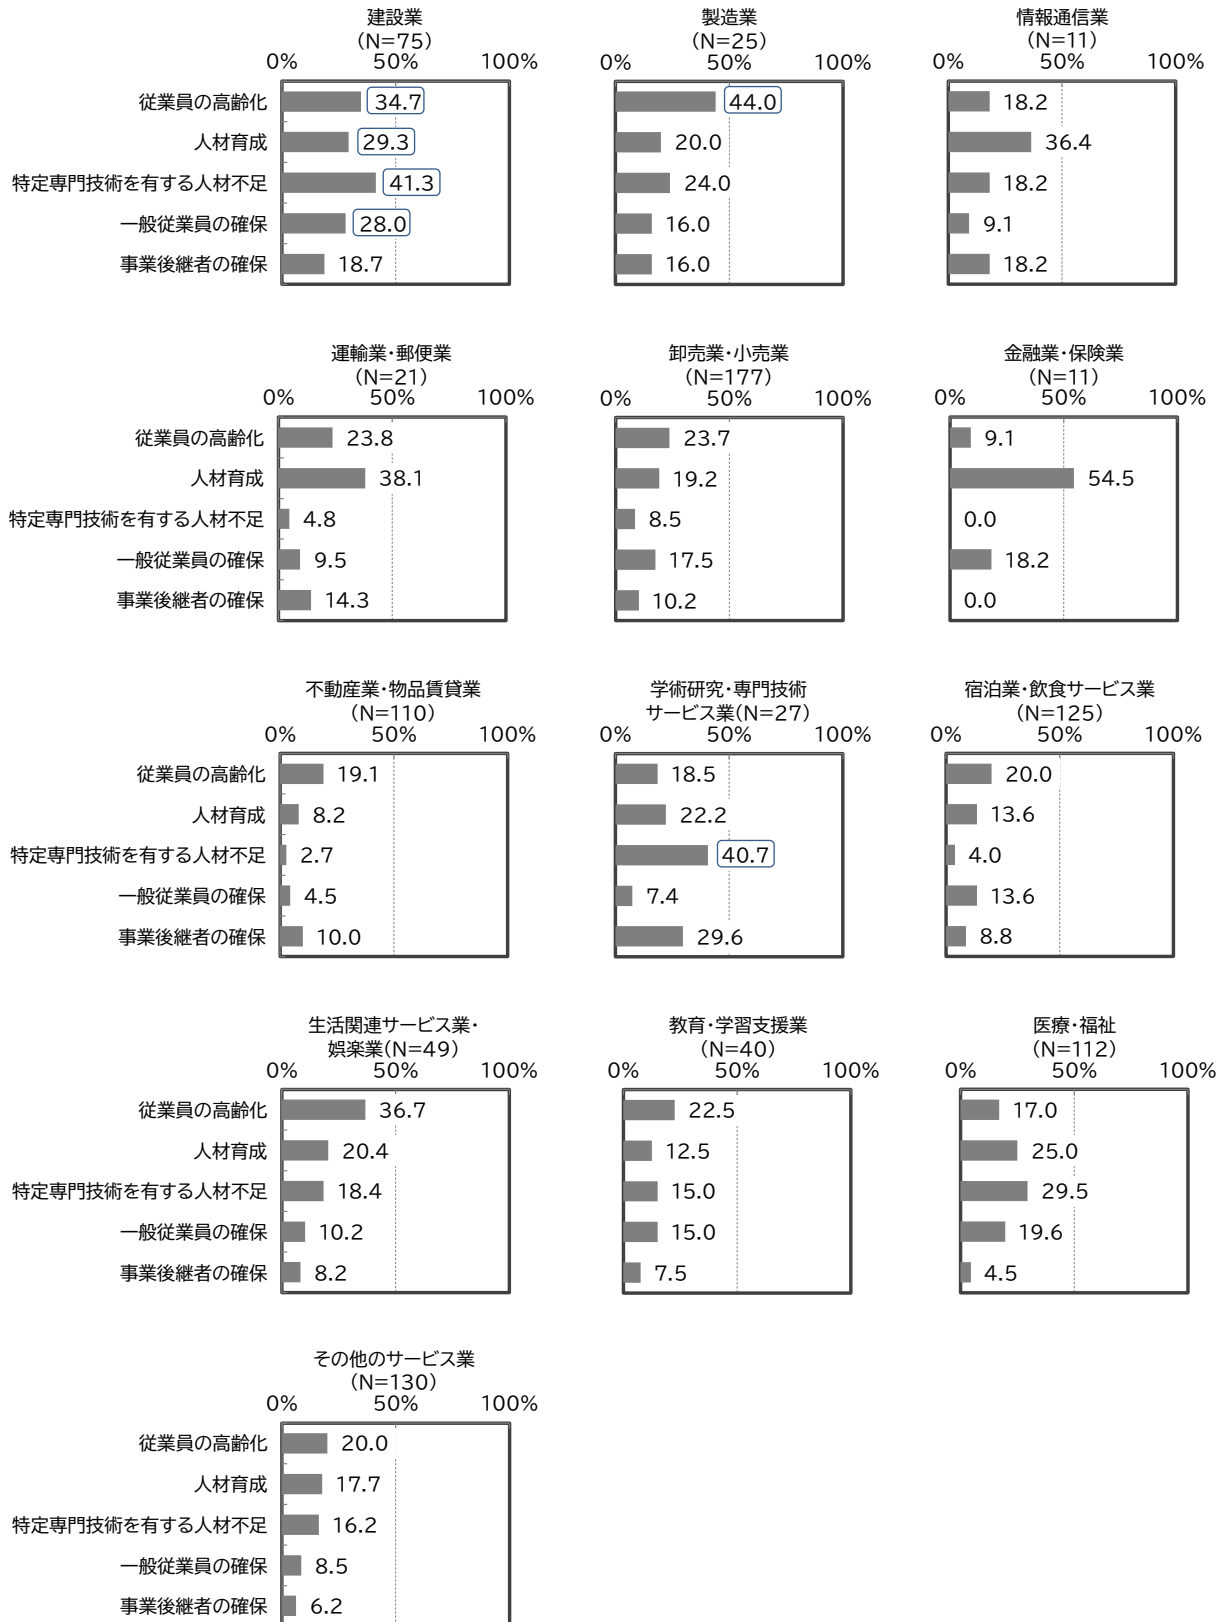 建設業
(N=75)
0% 50% 100%
従業員の高齢化 34.7
人材育成 29.3
特定専門技術を有する人材不足 41.3
一般従業員の確保 28.0
事業後継者の確保 18.7
製造業
(N=25)
0% 50% 100%
44.0
20.0
24.0
16.0
16.0
情報通信業
(N=11)
0% 50% 100%
18.2
36.4
18.2
9.1
18.2
運輸業・郵便業
(N=21)
0% 50% 100%
従業員の高齢化 23.8
人材育成 38.1
特定専門技術を有する人材不足 4.8
一般従業員の確保 9.5
事業後継者の確保 14.3
卸売業・小売業
(N=177)
0% 50% 100%
23.7
19.2
8.5
17.5
10.2
金融業・保険業
(N=11)
0% 50% 100%
9.1
54.5
0.0
18.2
0.0
不動産業・物品賃貸業
(N=110)
0% 50% 100%
従業員の高齢化 19.1
人材育成 8.2
特定専門技術を有する人材不足 2.7
一般従業員の確保 4.5
事業後継者の確保 10.0
学術研究・専門技術
サービス業(N=27)
0% 50% 100%
18.5
22.2
40.7
7.4
29.6
宿泊業・飲食サービス業
(N=125)
0% 50% 100%
20.0
13.6
4.0
13.6
8.8
生活関連サービス業・
娯楽業(N=49)
0% 50% 100%
従業員の高齢化 36.7
人材育成 20.4
特定専門技術を有する人材不足 18.4
一般従業員の確保 10.2
事業後継者の確保 8.2
教育・学習支援業
(N=40)
0% 50% 100%
22.5
12.5
15.0
15.0
7.5
医療・福祉
(N=112)
0% 50% 100%
17.0
25.0
29.5
19.6
4.5
その他のサービス業
(N=130)
0% 50% 100%
従業員の高齢化 20.0
人材育成 17.7
特定専門技術を有する人材不足 16.2
一般従業員の確保 8.5
事業後継者の確保 6.2